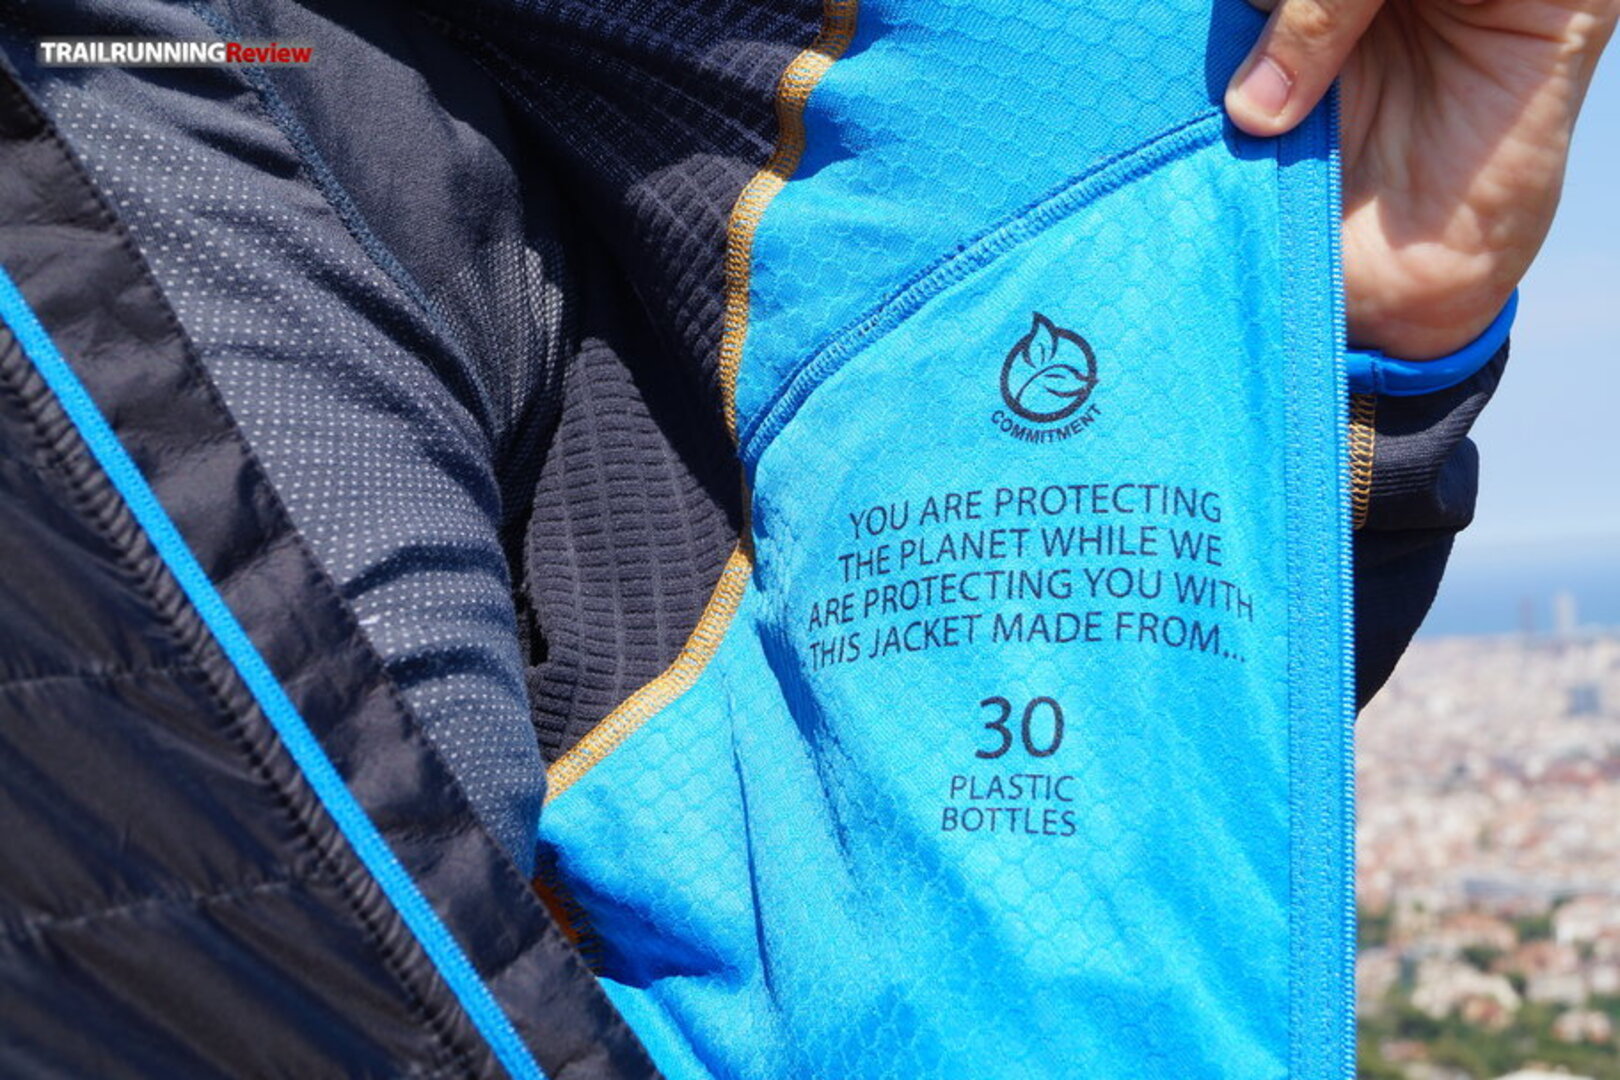 TRAILRUNNINGReview
COMMITMENT
YOU ARE PROTECTING
THE PLANET WHILE WE
ARE PROTECTING YOU WITH
THIS JACKET MADE FROM...
30
PLASTIC
BOTTLES